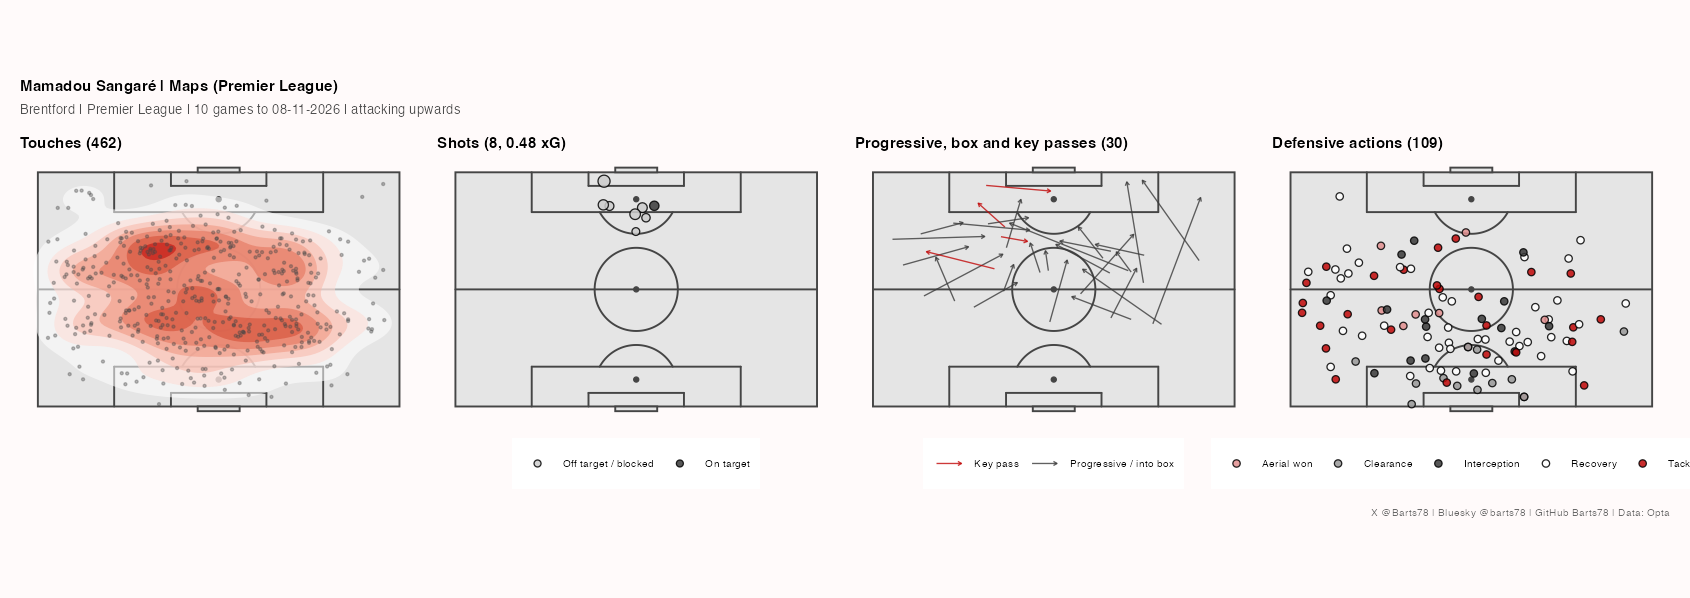 Mamadou Sangaré | Maps (Premier League)
Brentford | Premier League | 10 games to 08-11-2026 | attacking upwards
Touches (462)
Shots (8, 0.48 xG)
Progressive, box and key passes (30)
Defensive actions (109)
Off target / blocked
On target
Key pass
Progressive / into box
Aerial won
Clearance
Interception
Recovery
Tack
X @Barts78 | Bluesky @barts78 | GitHub Barts78 | Data: Opta